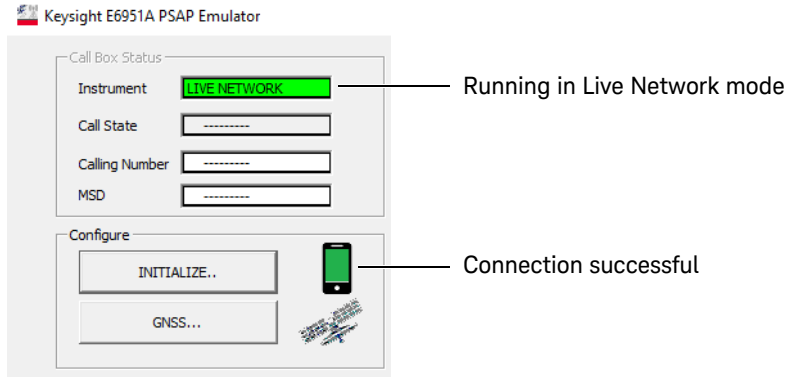 Keysight E6951A PSAP Emulator
Call Box Status
Instrument LIVE NETWORK Running in Live Network mode
Call State ---------
Calling Number ---------
MSD ---------
Configure
INITIALIZE.. Connection successful
GNSS...